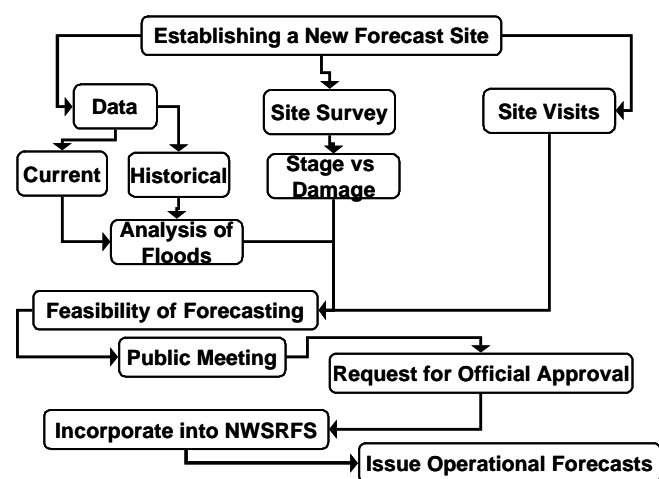 Establishing a New Forecast Site
Data
Site Survey
Site Visits
Current
Historical
Stage vs
Damage
Analysis of
Floods
Feasibility of Forecasting
Public Meeting
Request for Official Approval
Incorporate into NWSRFS
Issue Operational Forecasts